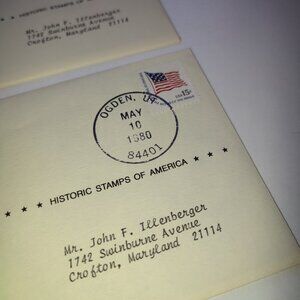 ★ HISTORIC STAMPS OF AMERICA
Mr. John F. Illenberger
1742 Swinburne Avenue
Crofton, Maryland 21114
OGDEN, UT
MAY
10
1980
84401
USA 15c
★ ★ ★ HISTORIC STAMPS OF AMERICA ★ ★ ★
Mr. John F. Illenberger
1742 Swinburne Avenue
Crofton, Maryland 21114